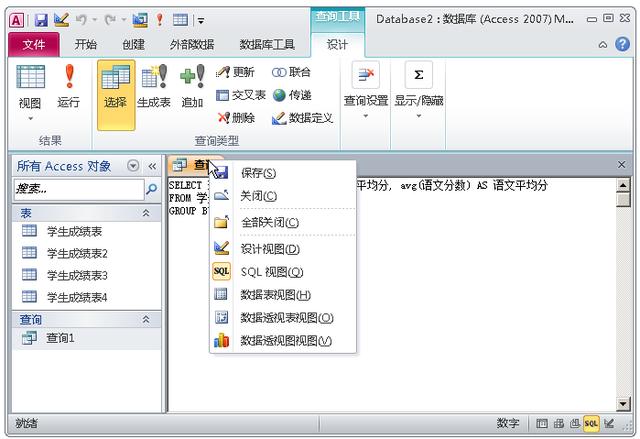 查询工具
Database2：数据库 (Access 2007) M...
文件 开始 创建 外部数据 数据库工具 设计
视图 运行 选择 生成表 追加 更新 联合 查询设置 显示/隐藏
交叉表 传递
删除 数据定义
结果 查询类型
所有 Access 对象
搜索...
表
学生成绩表
学生成绩表2
学生成绩表3
学生成绩表4
查询
查询1
SELECT 平均分, avg(语文分数) AS 语文平均分
FROM 学
GROUP B
保存(S)
关闭(C)
全部关闭(C)
设计视图(D)
SQL SQL 视图(Q)
数据表视图(H)
数据透视表视图(O)
数据透视图视图(V)
就绪 数字 SQL